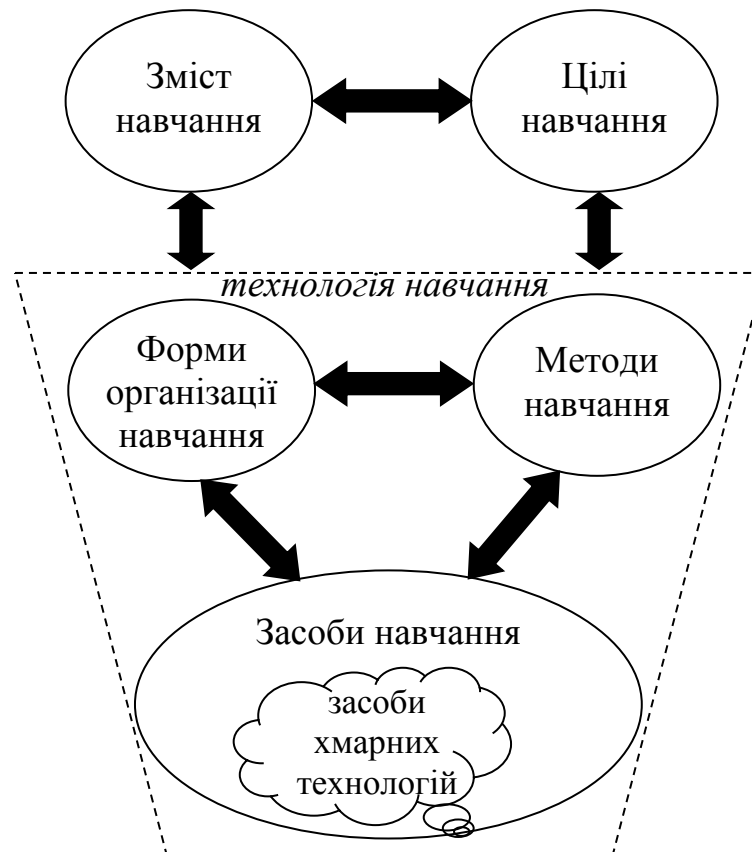 Зміст
навчання
Цілі
навчання
технологія навчання
Форми
організації
навчання
Методи
навчання
Засоби навчання
засоби
хмарних
технологій